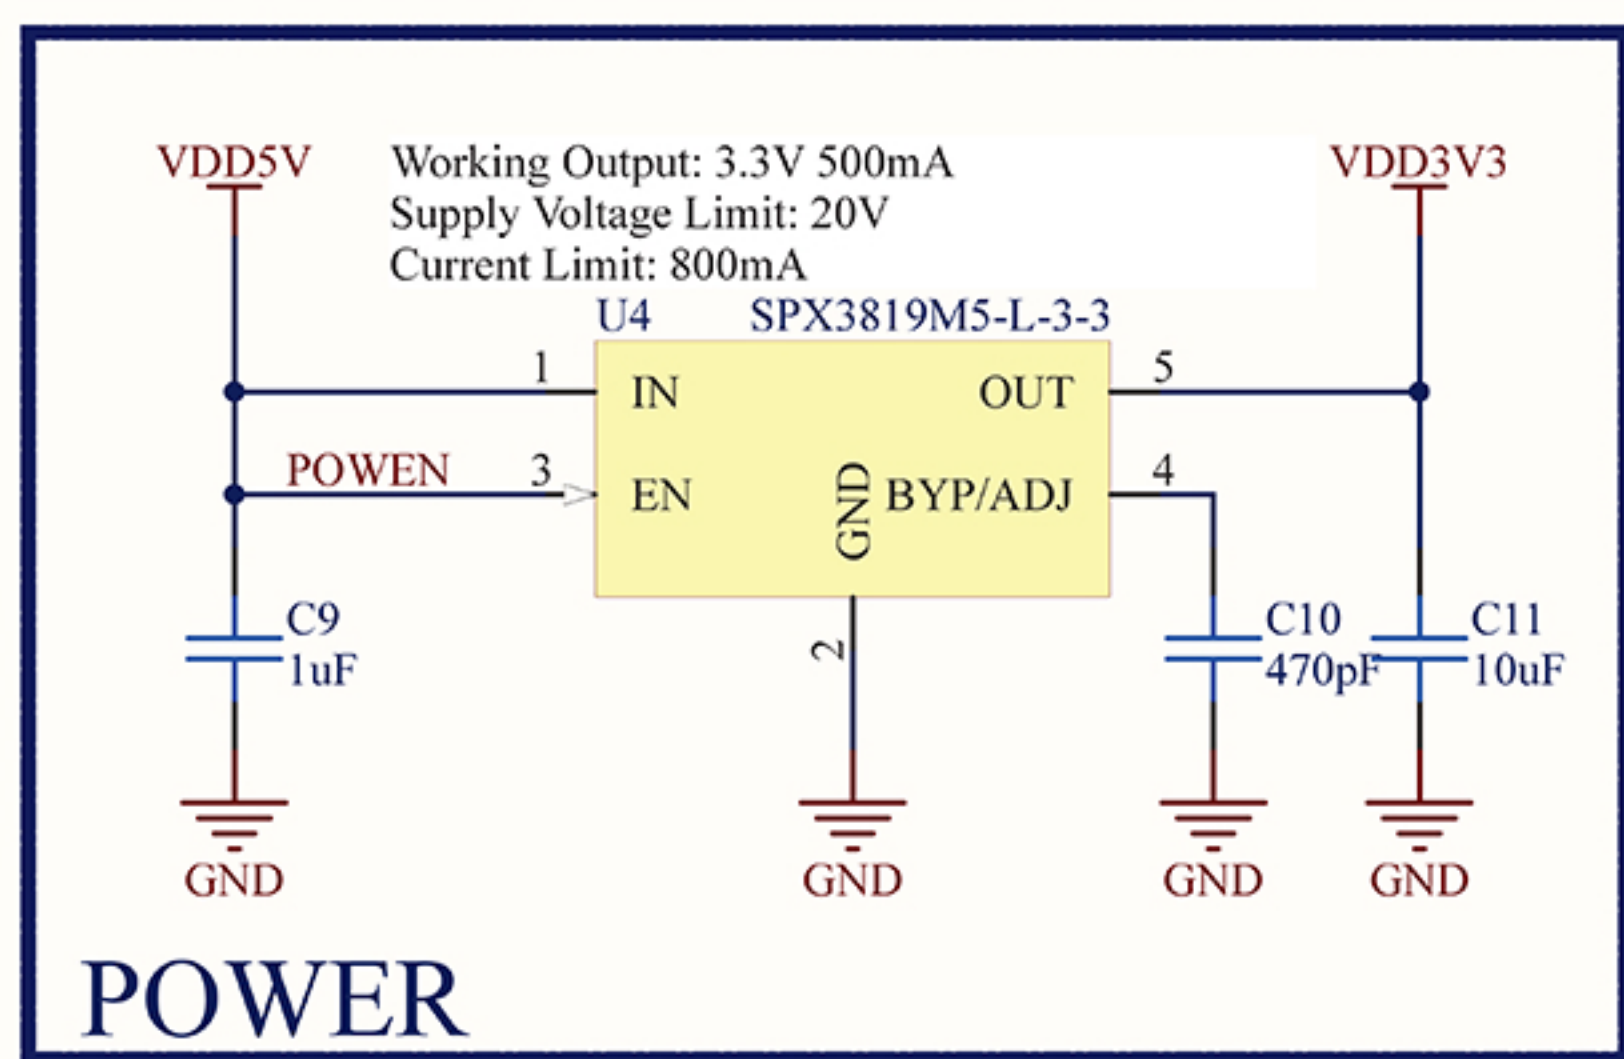 VDD5V
Working Output: 3.3V 500mA
Supply Voltage Limit: 20V
Current Limit: 800mA
VDD3V3
U4 SPX3819M5-L-3-3
1 IN OUT 5
POWEN 3 EN GND BYP/ADJ 4
2
C9
1uF
C10
470pF
C11
10uF
GND GND GND GND
POWER